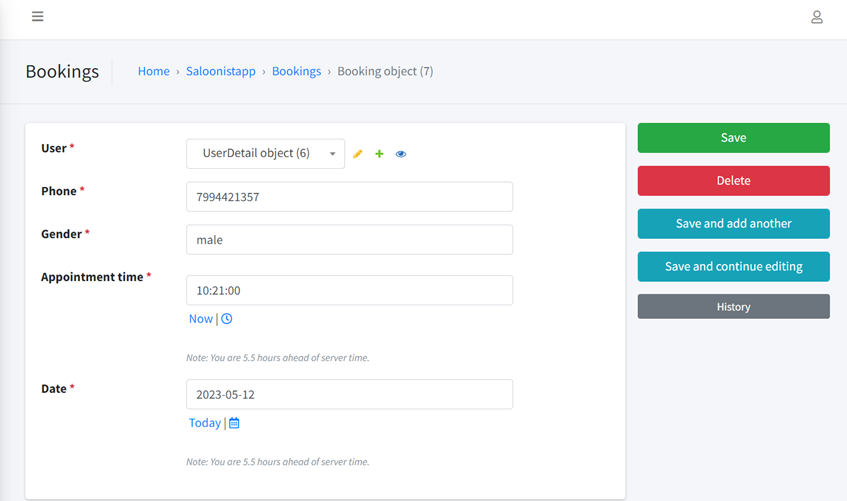 Bookings
Home › Saloonistapp › Bookings › Booking object (7)
User *
UserDetail object (6)
Phone *
7994421357
Gender *
male
Appointment time *
10:21:00
Now |
Note: You are 5.5 hours ahead of server time.
Date *
2023-05-12
Today |
Note: You are 5.5 hours ahead of server time.
Save
Delete
Save and add another
Save and continue editing
History